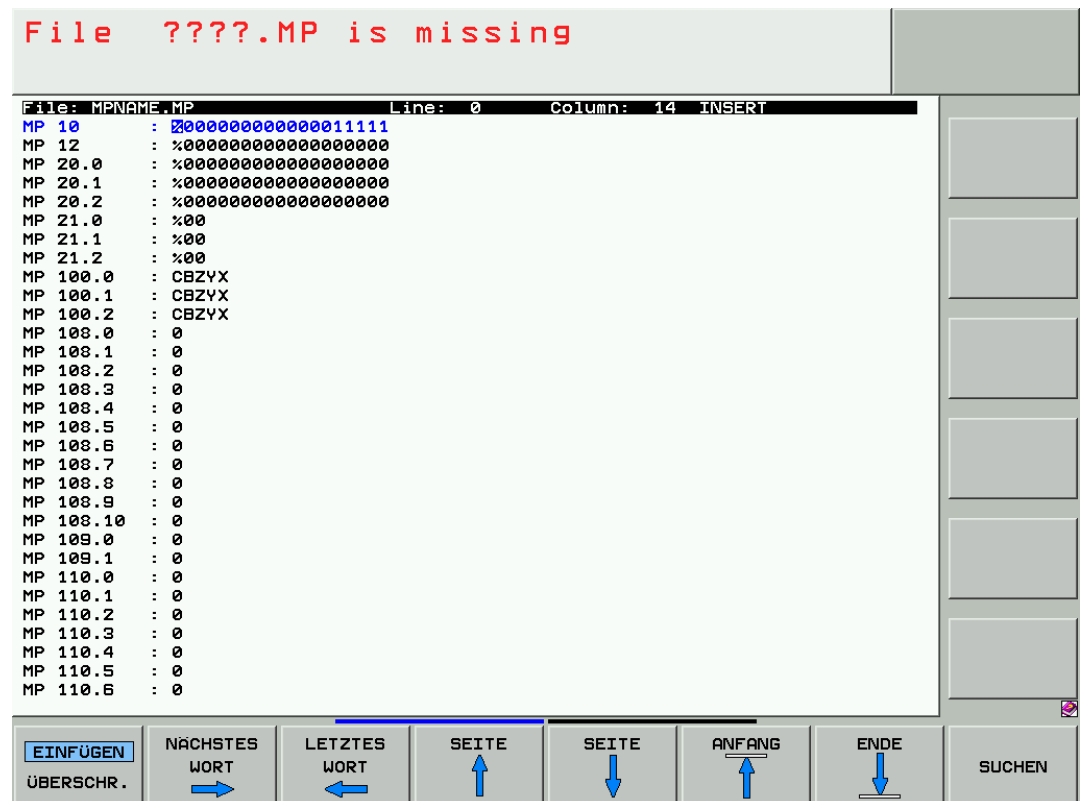 File ????.MP is missing
File: MPNAME.MP Line: 0 Column: 14 INSERT
MP 10 : %000000000000011111
MP 12 : %000000000000000000
MP 20.0 : %000000000000000000
MP 20.1 : %000000000000000000
MP 20.2 : %000000000000000000
MP 21.0 : %00
MP 21.1 : %00
MP 21.2 : %00
MP 100.0 : CBZYX
MP 100.1 : CBZYX
MP 100.2 : CBZYX
MP 108.0 : 0
MP 108.1 : 0
MP 108.2 : 0
MP 108.3 : 0
MP 108.4 : 0
MP 108.5 : 0
MP 108.6 : 0
MP 108.7 : 0
MP 108.8 : 0
MP 108.9 : 0
MP 108.10 : 0
MP 109.0 : 0
MP 109.1 : 0
MP 110.0 : 0
MP 110.1 : 0
MP 110.2 : 0
MP 110.3 : 0
MP 110.4 : 0
MP 110.5 : 0
MP 110.6 : 0
EINFÜGEN
ÜBERSCHR.
NÄCHSTES
WORT
LETZTES
WORT
SEITE
SEITE
ANFANG
ENDE
SUCHEN